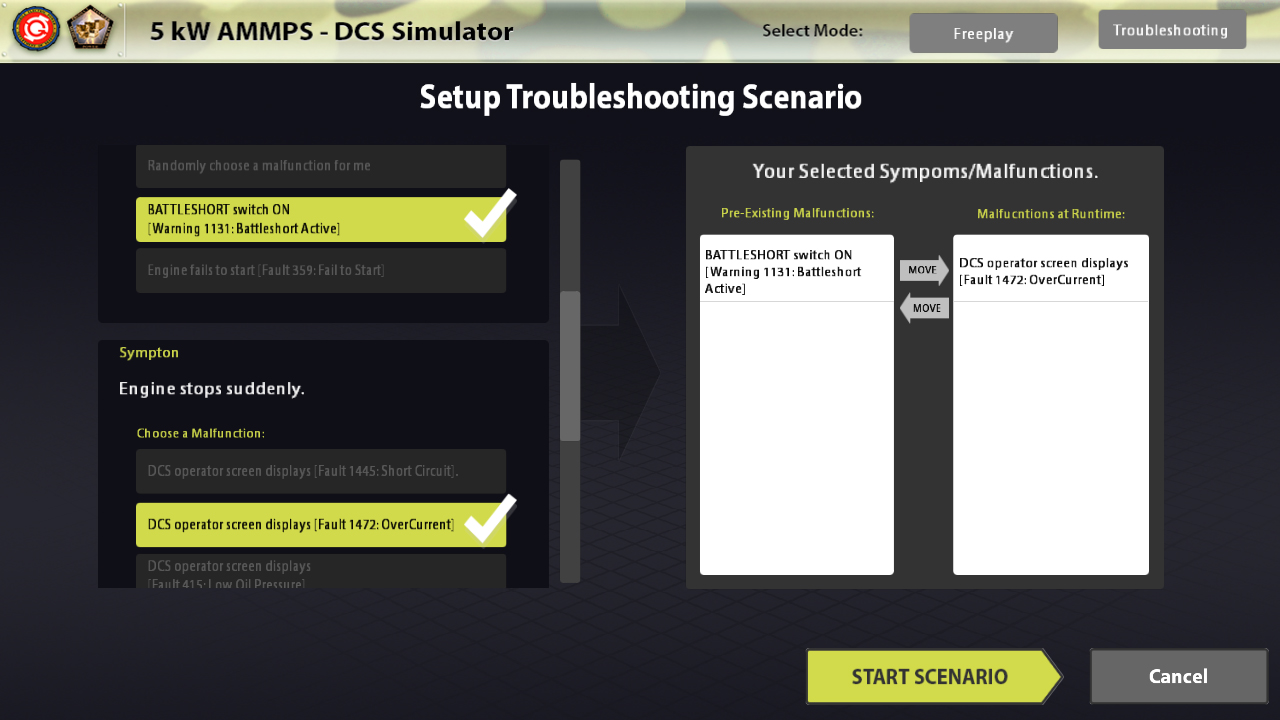 5 kW AMMPS - DCS Simulator
Select Mode:
Freeplay
Troubleshooting
Setup Troubleshooting Scenario
Randomly choose a malfunction for me
BATTLESHORT switch ON
[Warning 1131: Battleshort Active]
Engine fails to start [Fault 359: Fail to Start]
Sympton
Engine stops suddenly.
Choose a Malfunction:
DCS operator screen displays [Fault 1445: Short Circuit].
DCS operator screen displays [Fault 1472: OverCurrent]
DCS operator screen displays
[Fault 415: Low Oil Pressure]
Your Selected Sympoms/Malfunctions.
Pre-Existing Malfunctions:
BATTLESHORT switch ON
[Warning 1131: Battleshort
Active]
MOVE
MOVE
Malfucntions at Runtime:
DCS operator screen displays
[Fault 1472: OverCurrent]
START SCENARIO
Cancel